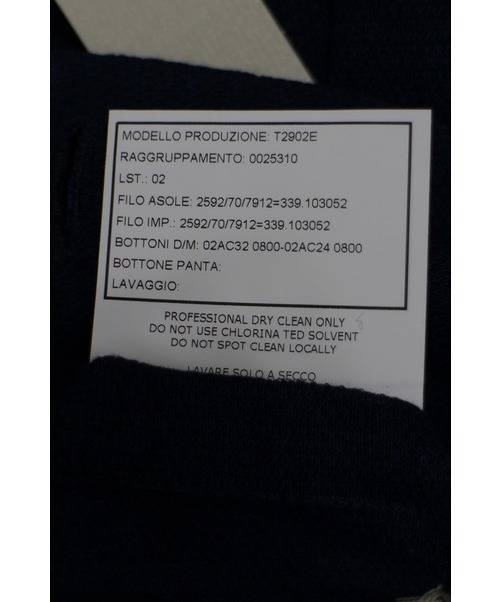 MODELLO PRODUZIONE: T2902E
RAGGRUPPAMENTO: 0025310
LST.: 02
FILO ASOLE: 2592/70/7912=339.103052
FILO IMP.: 2592/70/7912=339.103052
BOTTONI D/M: 02AC32 0800-02AC24 0800
BOTTONE PANTA:
LAVAGGIO:
PROFESSIONAL DRY CLEAN ONLY
DO NOT USE CHLORINA TED SOLVENT
DO NOT SPOT CLEAN LOCALLY
LAVARE SOLO A SECCO